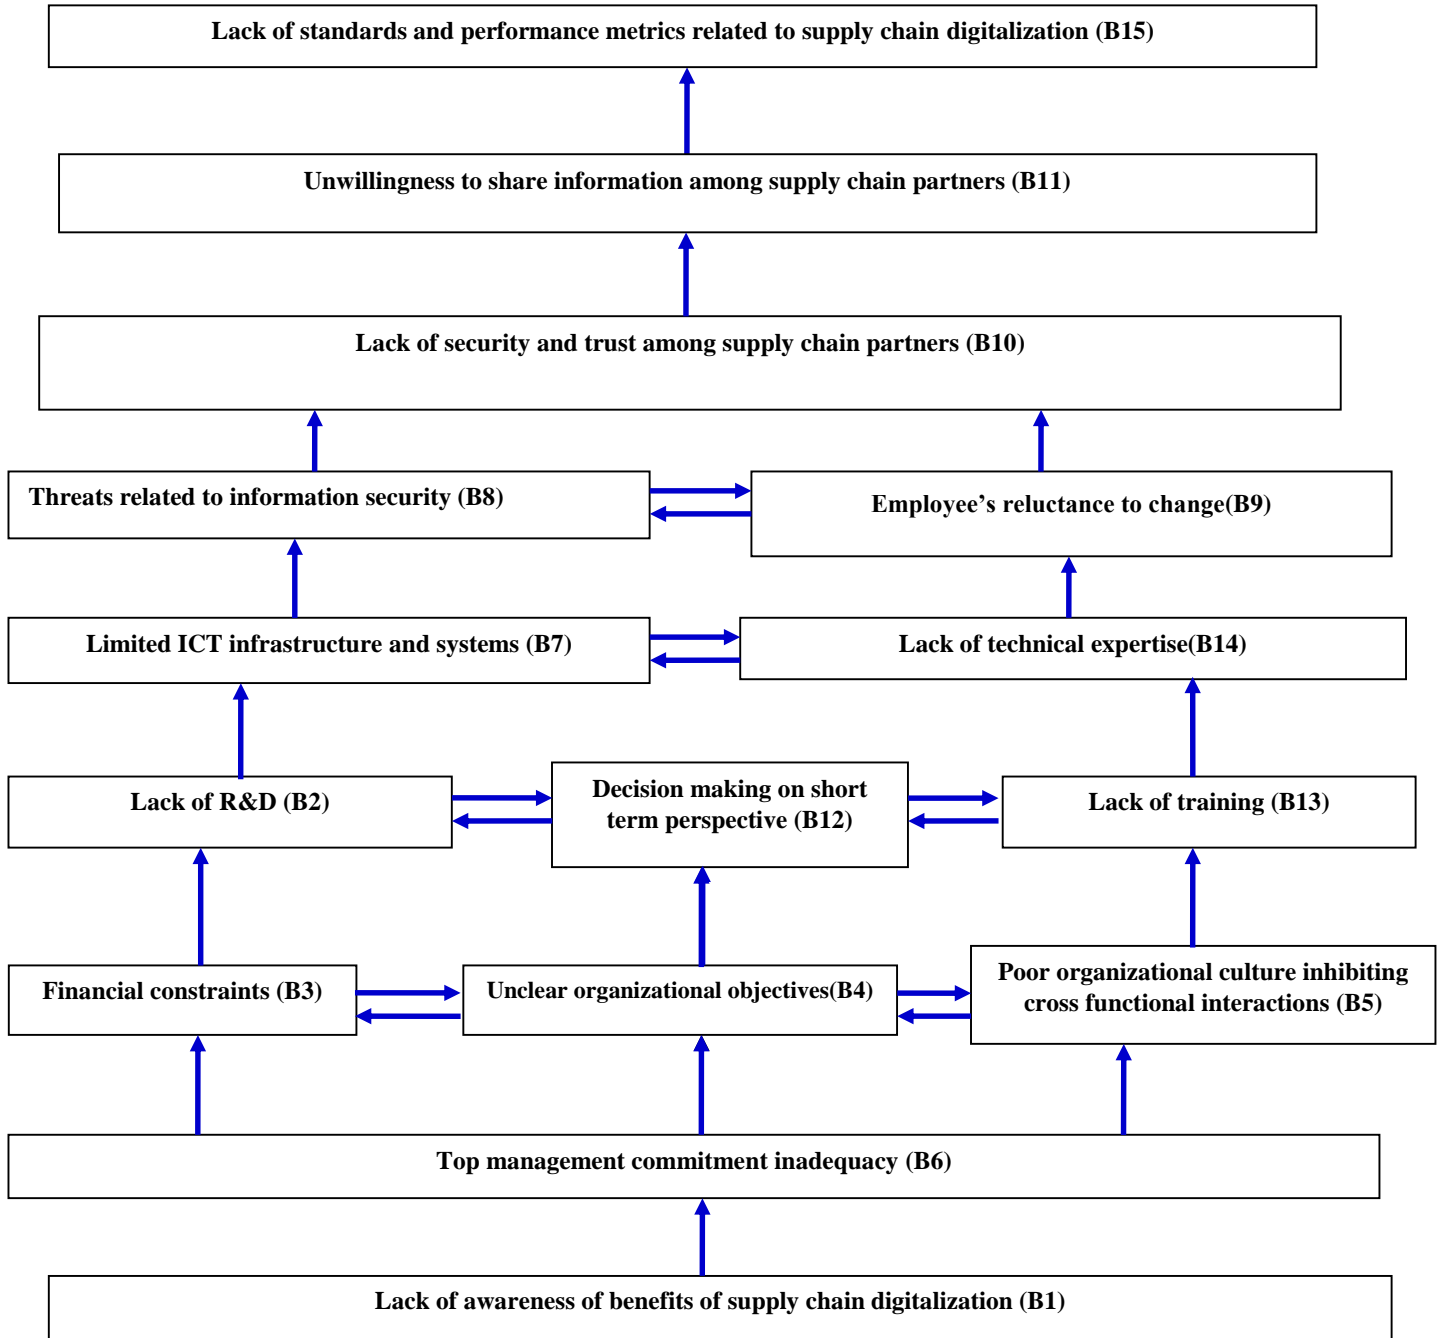 Lack of standards and performance metrics related to supply chain digitalization (B15)
Unwillingness to share information among supply chain partners (B11)
Lack of security and trust among supply chain partners (B10)
Threats related to information security (B8)
Employee’s reluctance to change(B9)
Limited ICT infrastructure and systems (B7)
Lack of technical expertise(B14)
Lack of R&D (B2)
Decision making on short
term perspective (B12)
Lack of training (B13)
Financial constraints (B3)
Unclear organizational objectives(B4)
Poor organizational culture inhibiting
cross functional interactions (B5)
Top management commitment inadequacy (B6)
Lack of awareness of benefits of supply chain digitalization (B1)